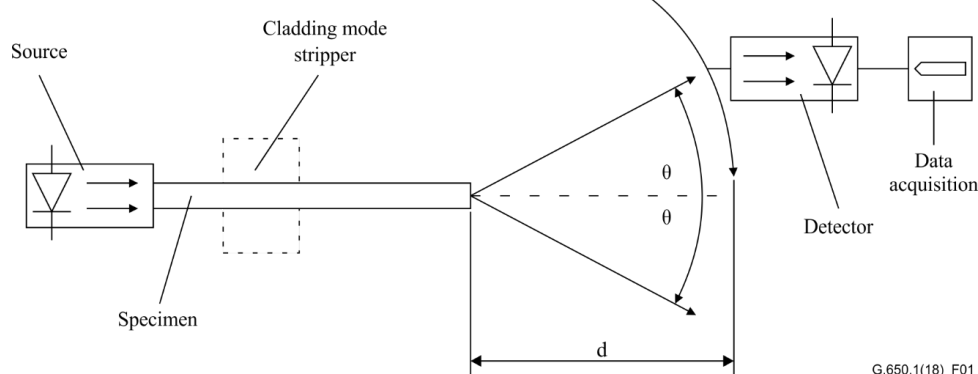 Source
Cladding mode
stripper
Specimen
θ
θ
d
Detector
Data
acquisition
G.650.1(18)_F01